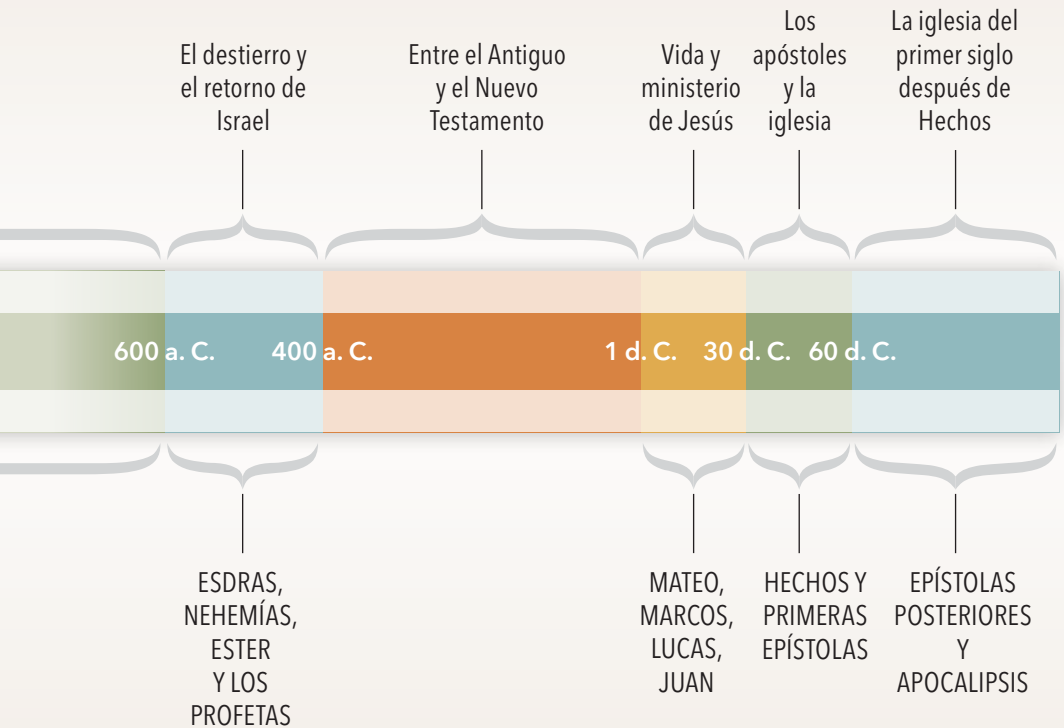 El destierro y
el retorno de
Israel
Entre el Antiguo
y el Nuevo
Testamento
Vida y
ministerio
de Jesús
Los
apóstoles
y la
iglesia
La iglesia del
primer siglo
después de
Hechos
600 a. C.
400 a. C.
1 d. C.
30 d. C.
60 d. C.
ESDRAS,
NEHEMÍAS,
ESTER
Y LOS
PROFETAS
MATEO,
MARCOS,
LUCAS,
JUAN
HECHOS Y
PRIMERAS
EPÍSTOLAS
EPÍSTOLAS
POSTERIORES
Y
APOCALIPSIS